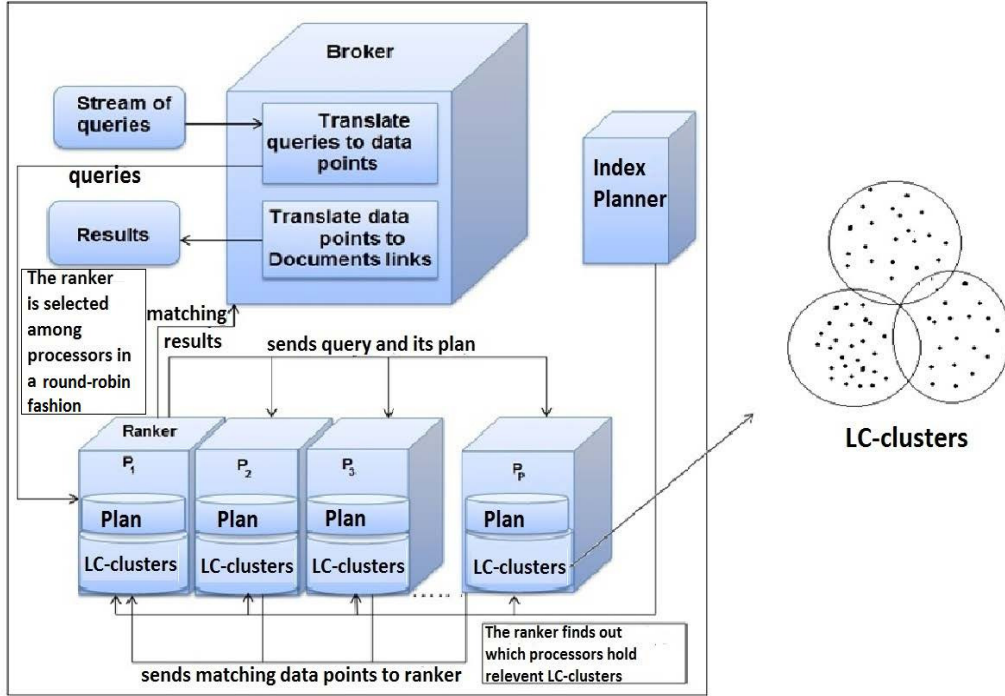 Broker
Stream of
queries
Translate
queries to data
points
queries
Index
Planner
Results
Translate data
points to
Documents links
The ranker
is selected
among
processors in
a round-robin
fashion
matching
results
sends query and its plan
LC-clusters
Ranker
P1
P2
P3
Pp
Plan
Plan
Plan
Plan
LC-clusters
LC-clusters
LC-clusters
LC-clusters
sends matching data points to ranker
The ranker finds out
which processors hold
relevent LC-clusters